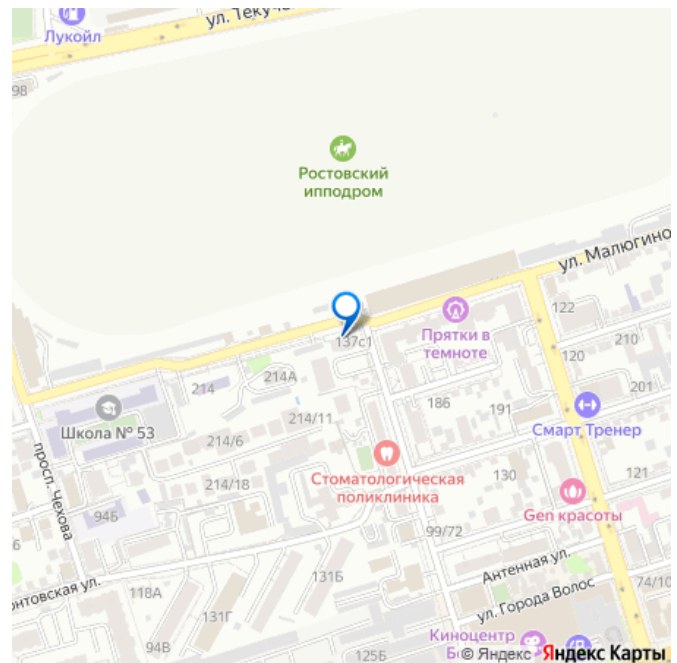 ул. Текуч
Лукойл
98
Ростовский
ипподром
ул. Малюгино
122
Прятки в
темноте
137с1
120
210
214
214А
201
186
191
Школа № 53
214/11
Смарт Тренер
214/6
Стоматологическая
поликлиника
130
121
214/18
просп. Чехова
94Б
Gen красоты
99/72
6
Антенная ул.
131Б
74/10
онтовская ул.
118А
ул. Города Волос
131Г
Киноцентр
94В
125Б
© Яндекс Яндекс Карты